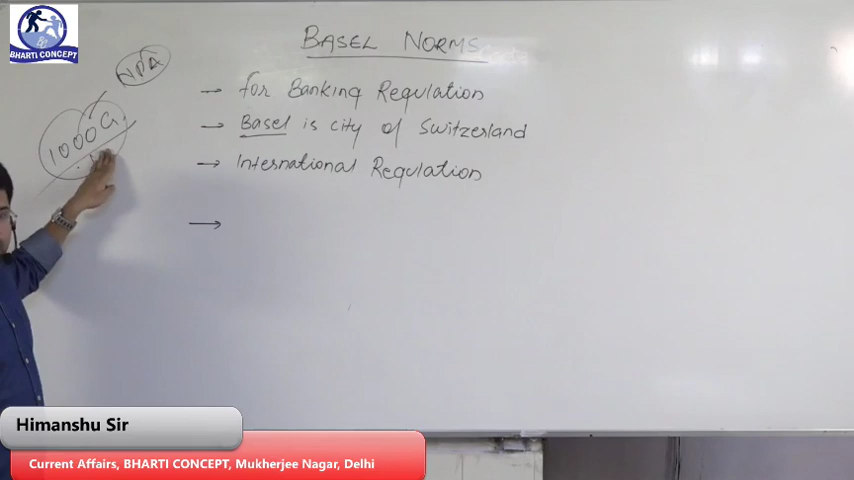 BHARTI CONCEPT
BASEL NORMS
NPA
1000 Cr.
→ for Banking Regulation
→ Basel is city of Switzerland
→ International Regulation
→
Himanshu Sir
Current Affairs, BHARTI CONCEPT, Mukherjee Nagar, Delhi